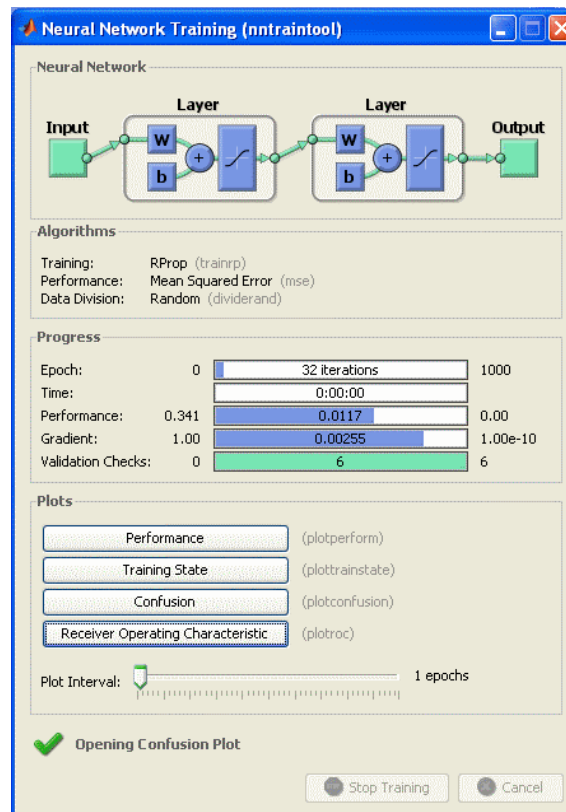 Neural Network Training (nntraintool)
Neural Network
Layer Layer
Input Output
W W
+ +
b b
Algorithms
Training: RProp (trainrp)
Performance: Mean Squared Error (mse)
Data Division: Random (dividerand)
Progress
Epoch: 0 32 iterations 1000
Time: 0:00:00
Performance: 0.341 0.0117 0.00
Gradient: 1.00 0.00255 1.00e-10
Validation Checks: 0 6 6
Plots
Performance (plotperform)
Training State (plottrainstate)
Confusion (plotconfusion)
Receiver Operating Characteristic (plotroc)
Plot Interval: 1 epochs
Opening Confusion Plot
Stop Training Cancel